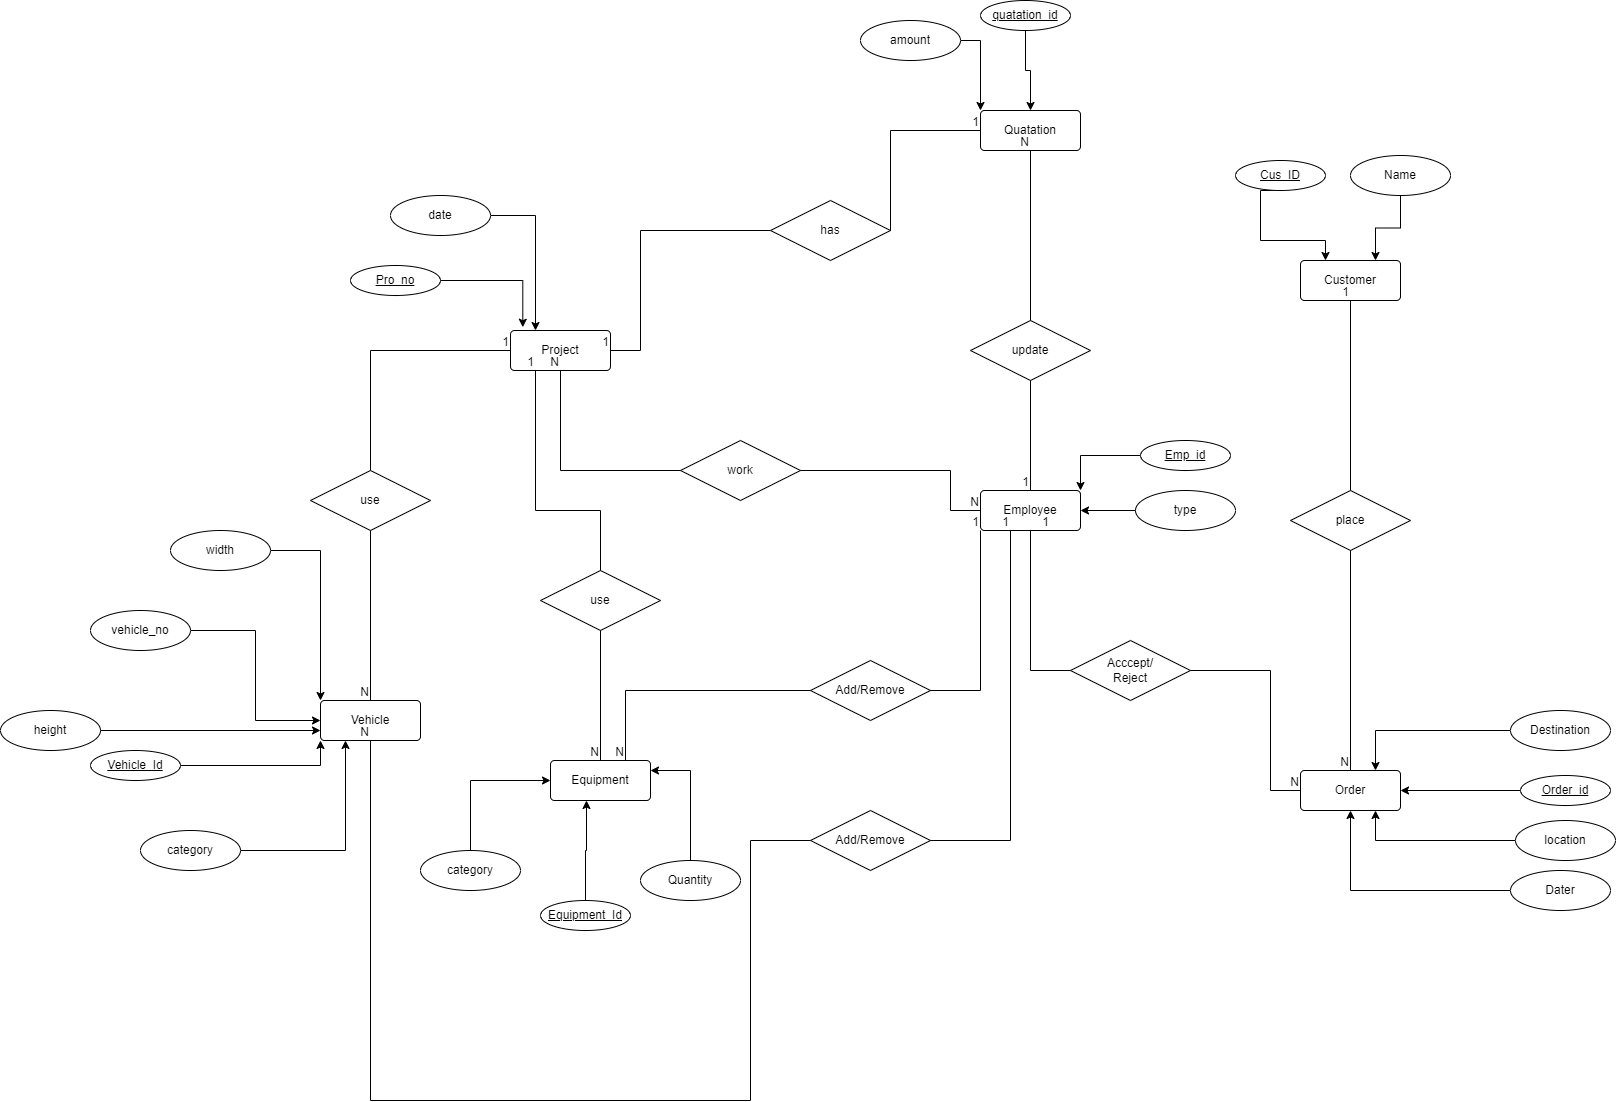 quatation_id
amount
1
Quatation
N
Cus_ID
Name
date
has
Customer
1
Pro_no
1
Project
1
1
N
update
work
Emp_id
use
1
N
Employee
type
1
1
1
place
width
use
vehicle_no
Acccept/
Reject
Add/Remove
N
Vehicle
N
height
Destination
Vehicle_Id
N
N
N
Equipment
N
Order
Order_id
category
category
Quantity
Add/Remove
location
Equipment_Id
Dater